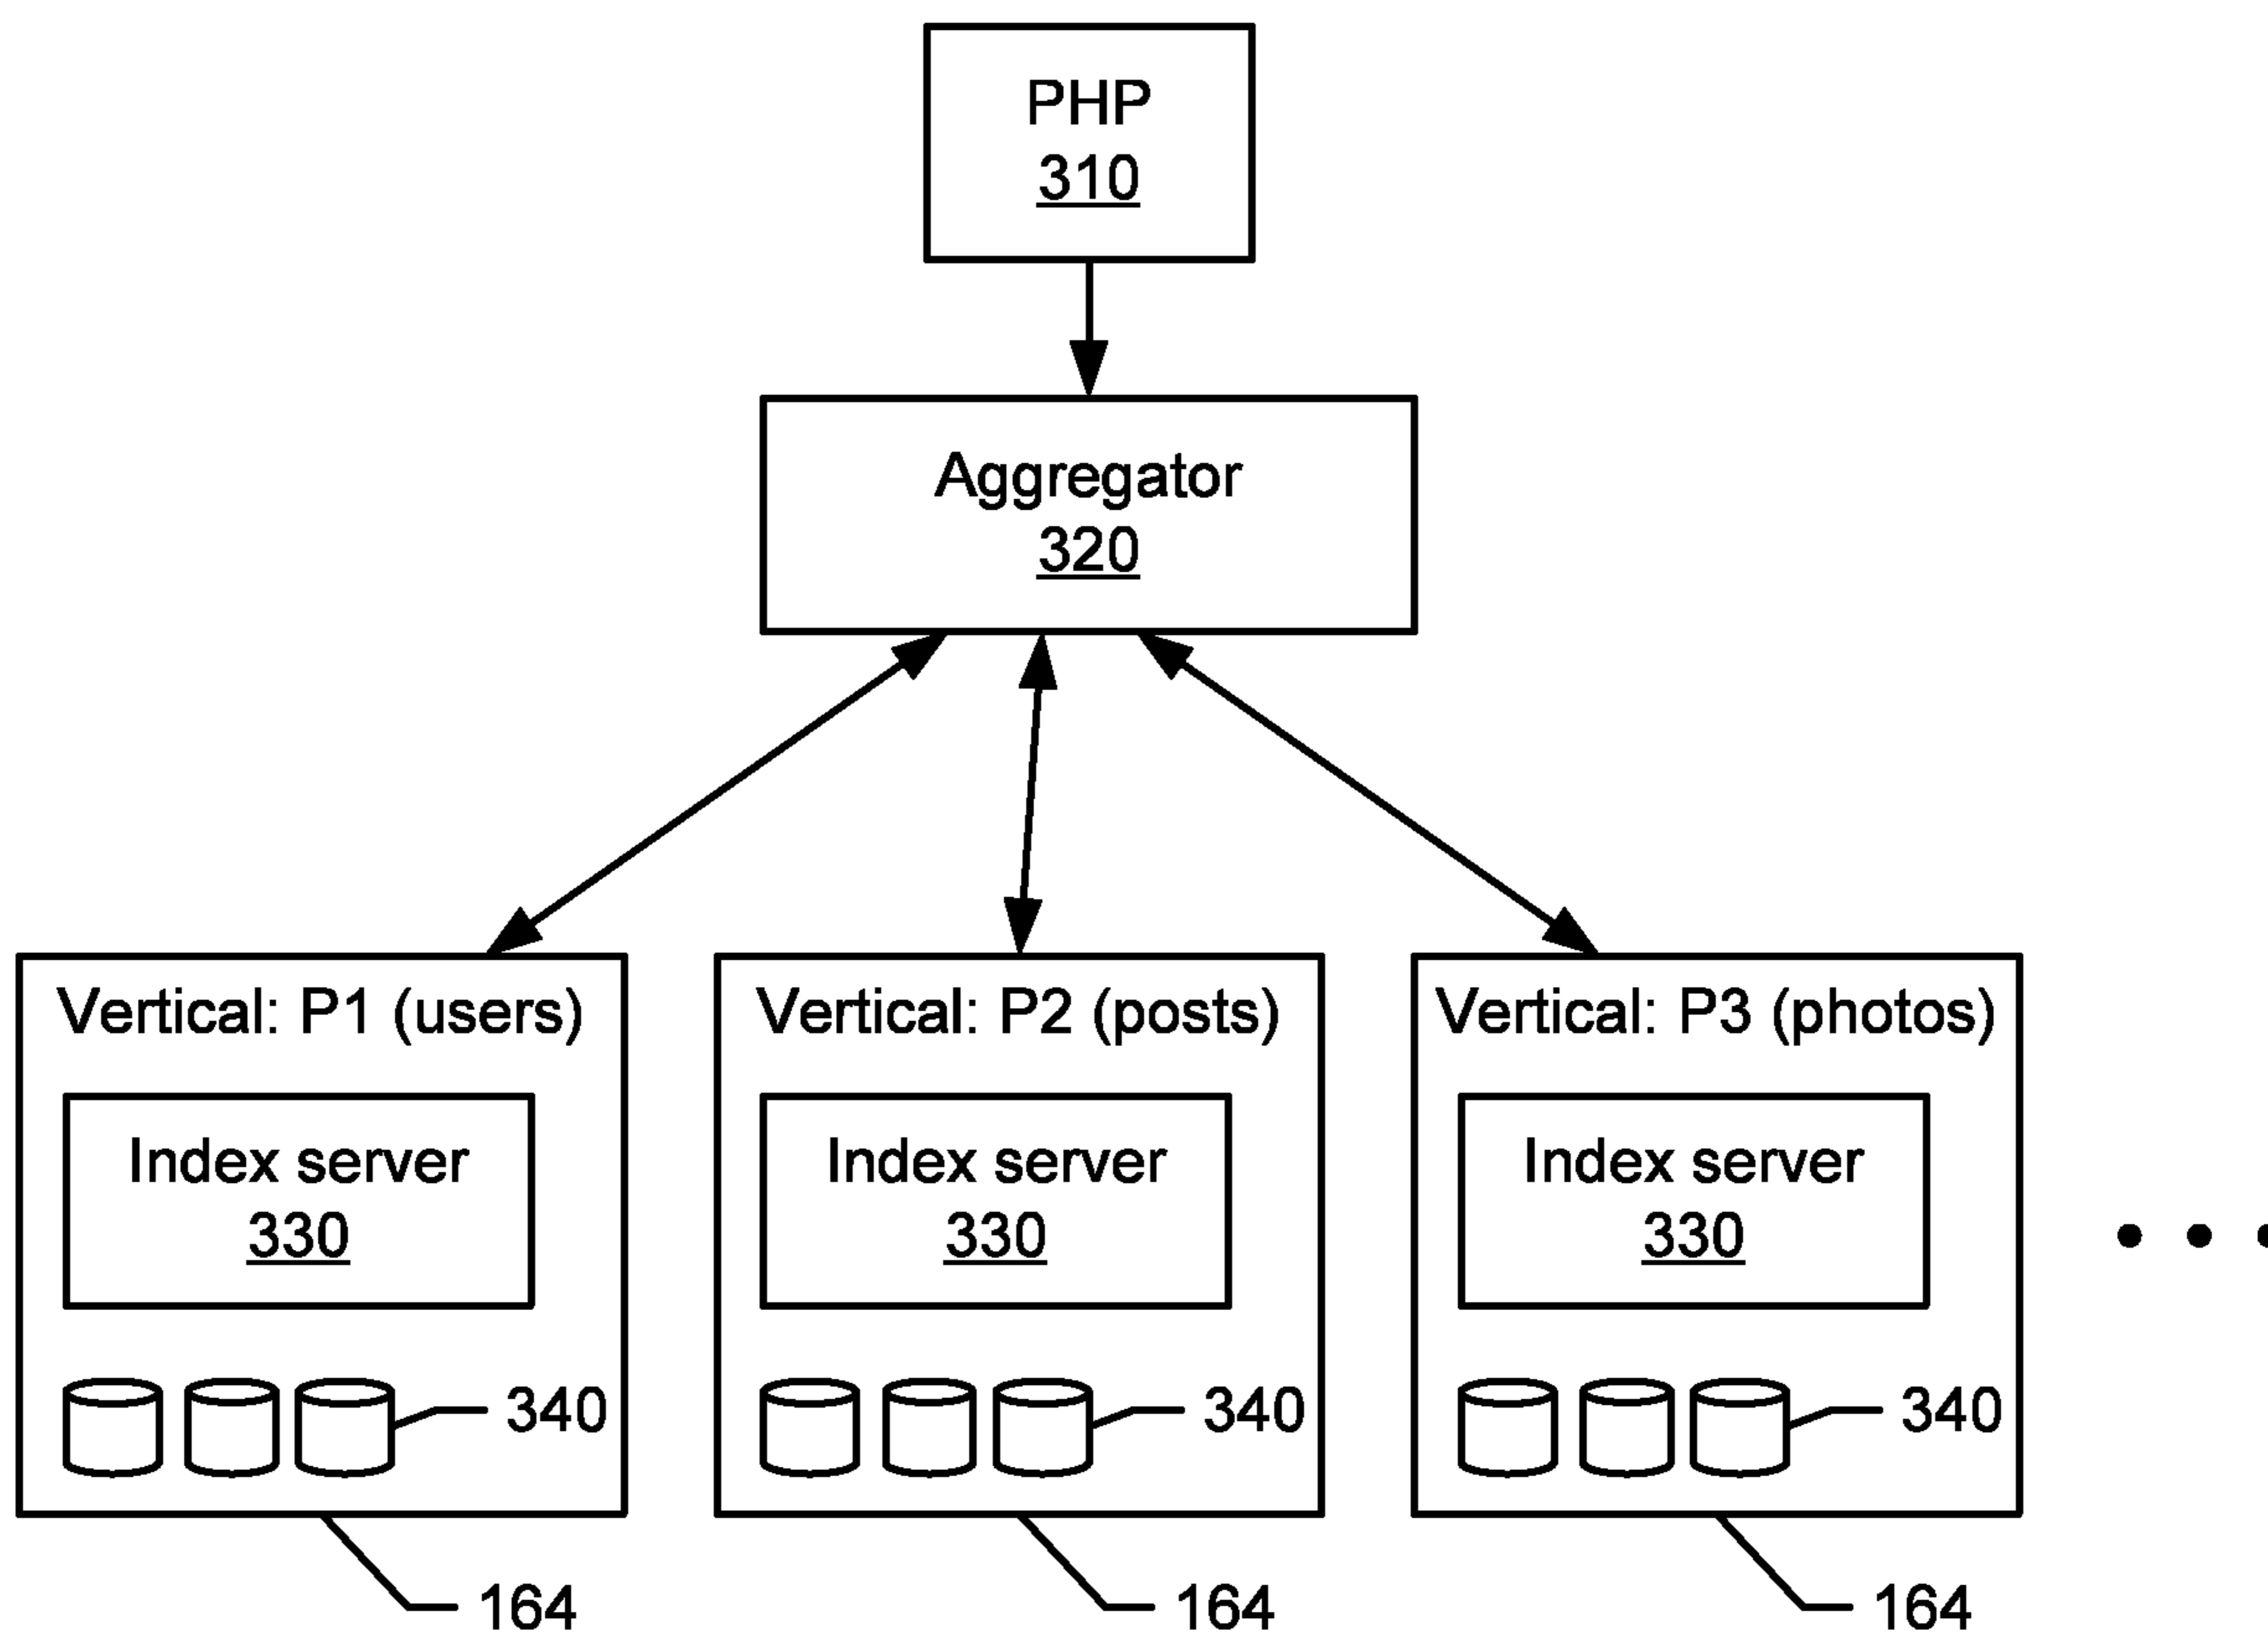 PHP
310
Aggregator
320
Vertical: P1 (users)
Vertical: P2 (posts)
Vertical: P3 (photos)
Index server
330
Index server
330
Index server
330
340
340
340
164
164
164